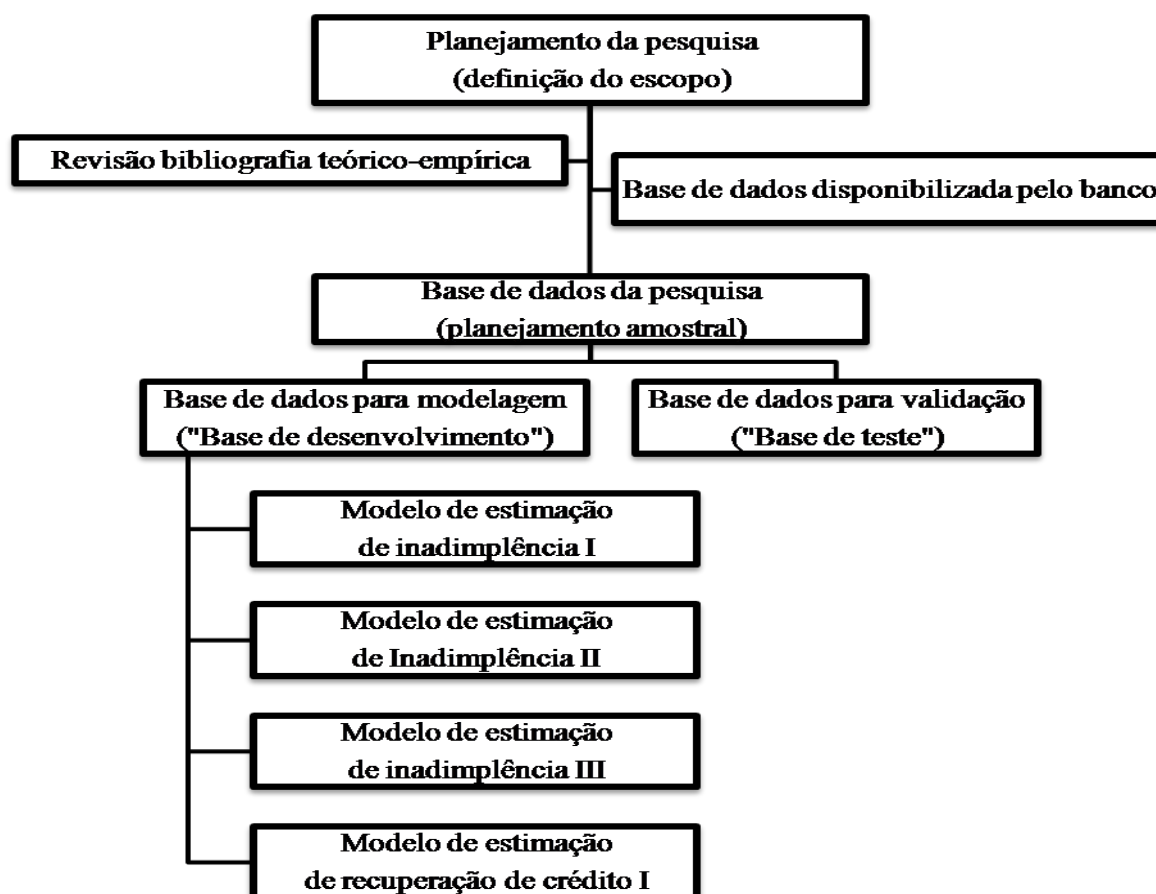 Planejamento da pesquisa
(definição do escopo)
Revisão bibliografia teórico-empírica
Base de dados disponibilizada pelo banco
Base de dados da pesquisa
(planejamento amostral)
Base de dados para modelagem
("Base de desenvolvimento")
Base de dados para validação
("Base de teste")
Modelo de estimação
de inadimplência I
Modelo de estimação
de Inadimplência II
Modelo de estimação
de inadimplência III
Modelo de estimação
de recuperação de crédito I